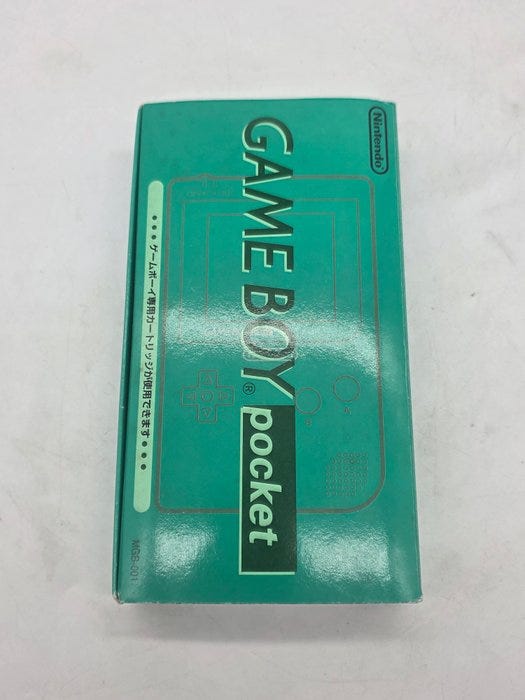 Nintendo
GAME BOY®
pocket
•••ゲームボーイ専用カートリッジが使用できます•••
MGB-001
A
B